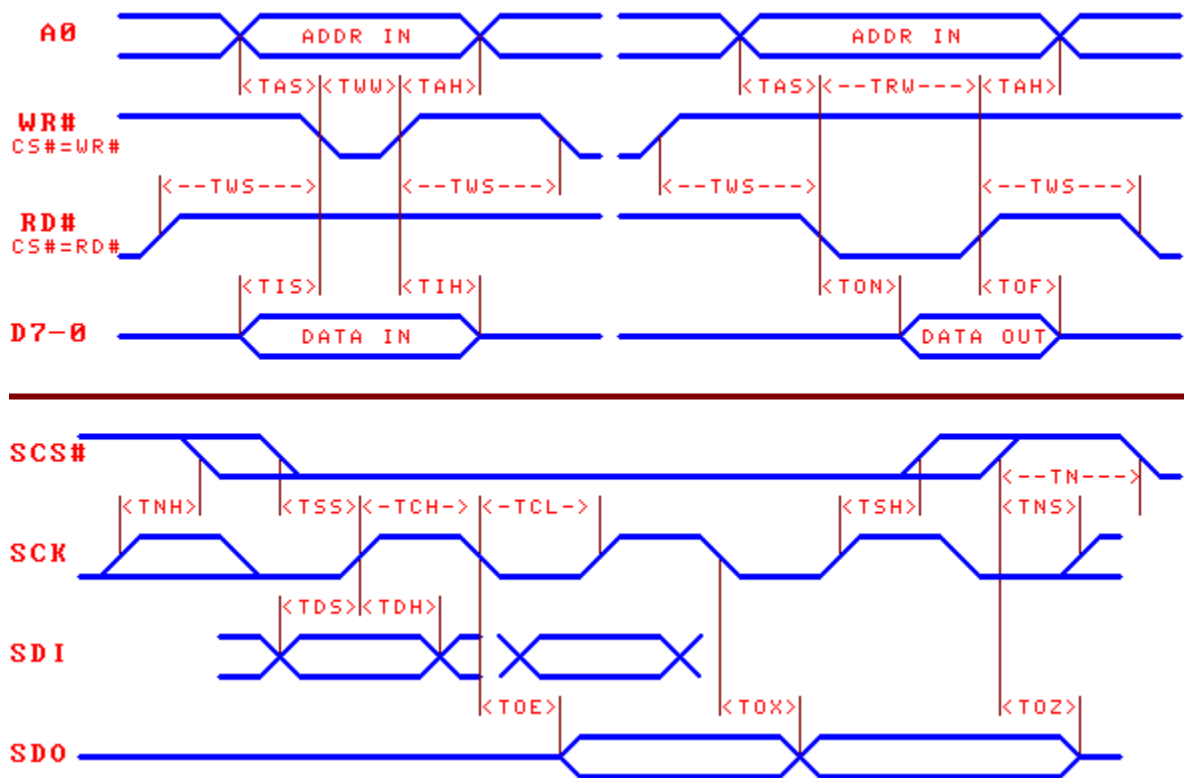 A0 ADDR IN ADDR IN
<TAS><TWW><TAH> <TAS><--TRW---><TAH>
WR#
CS#=WR#
<--TWS---> <--TWS---> <--TWS---> <--TWS--->
RD#
CS#=RD#
<TIS> <TIH> <TON> <TOF>
D7-0 DATA IN DATA OUT
SCS# <--TN--->
<TNH> <TSS><-TCH-><-TCL-> <TSH> <TNS>
SCK
<TDS><TDH>
SDI
<TOE> <TOX> <TOZ>
SDO